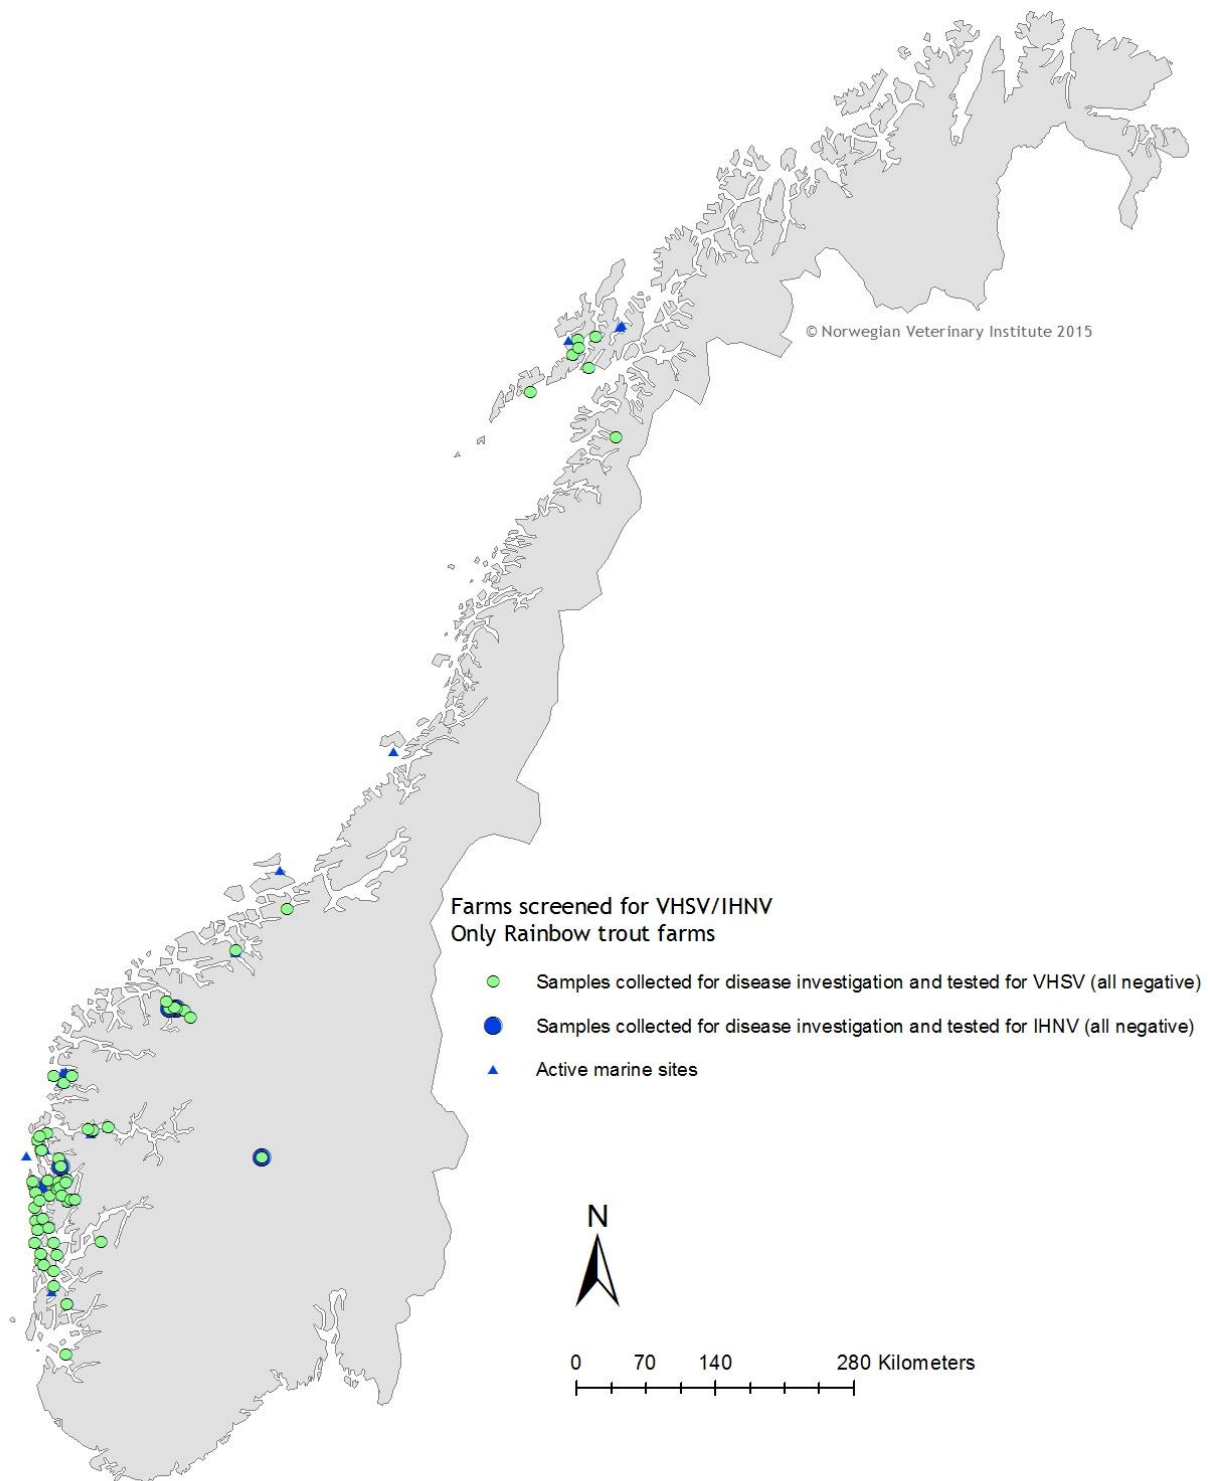 © Norwegian Veterinary Institute 2015
Farms screened for VHSV/IHNV
Only Rainbow trout farms
Samples collected for disease investigation and tested for VHSV (all negative)
Samples collected for disease investigation and tested for IHNV (all negative)
Active marine sites
N
0 70 140 280 Kilometers